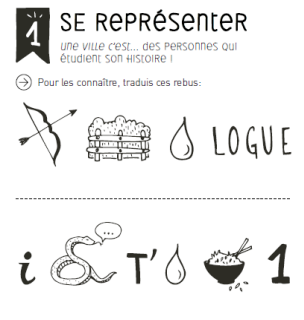 1 SE REPRÉSENTER
UNE VILLE C'EST... DES PERSONNES QUI
ÉTUDIENT SON HISTOIRE !
Pour les connaître, traduis ces rebus:
LOGUE
i T' 1